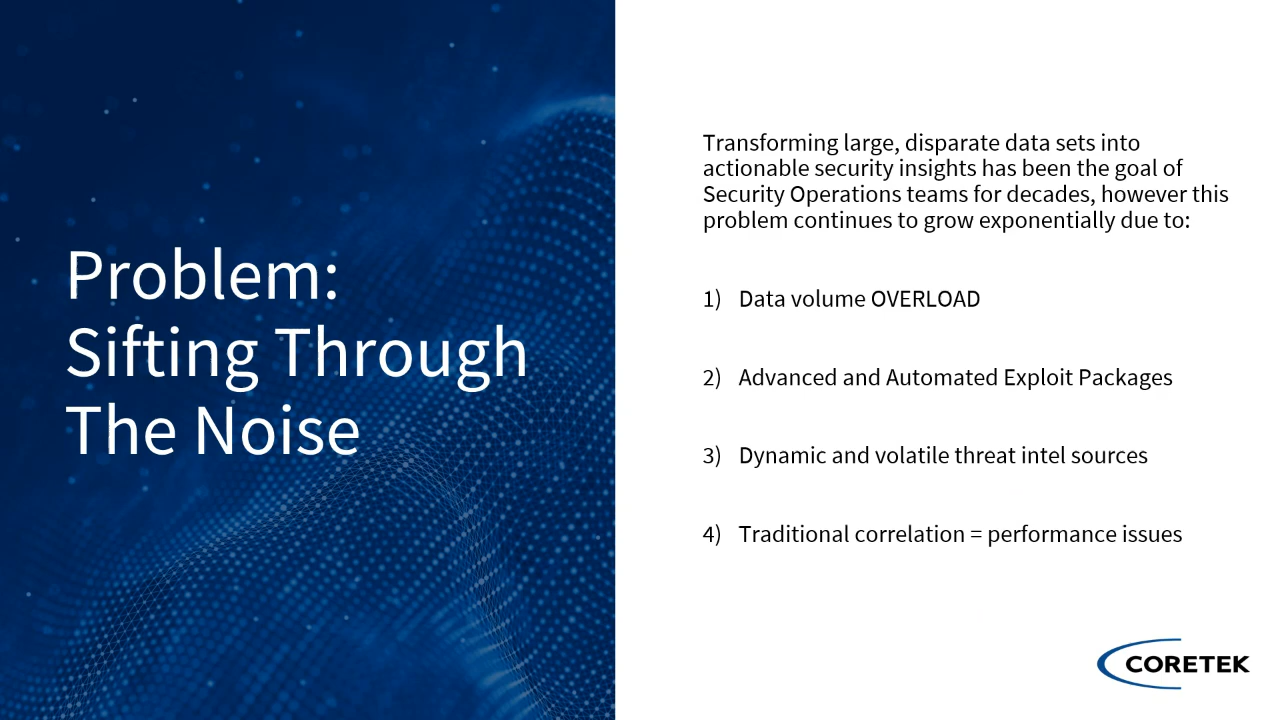 Problem:
Sifting Through
The Noise
Transforming large, disparate data sets into
actionable security insights has been the goal of
Security Operations teams for decades, however this
problem continues to grow exponentially due to:
1) Data volume OVERLOAD
2) Advanced and Automated Exploit Packages
3) Dynamic and volatile threat intel sources
4) Traditional correlation = performance issues
CORETEK